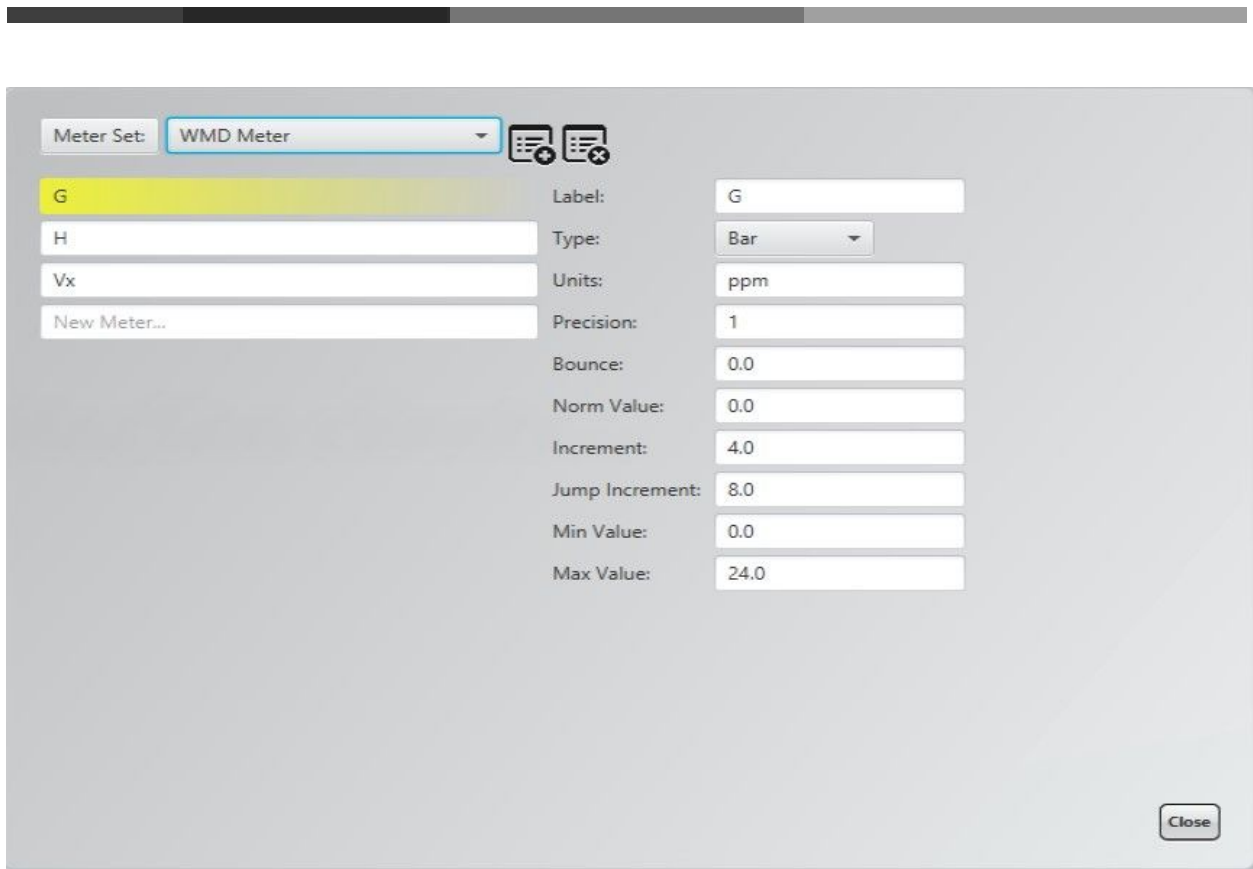 Meter Set: WMD Meter
G Label: G
H Type: Bar
Vx Units: ppm
New Meter... Precision: 1
Bounce: 0.0
Norm Value: 0.0
Increment: 4.0
Jump Increment: 8.0
Min Value: 0.0
Max Value: 24.0
Close